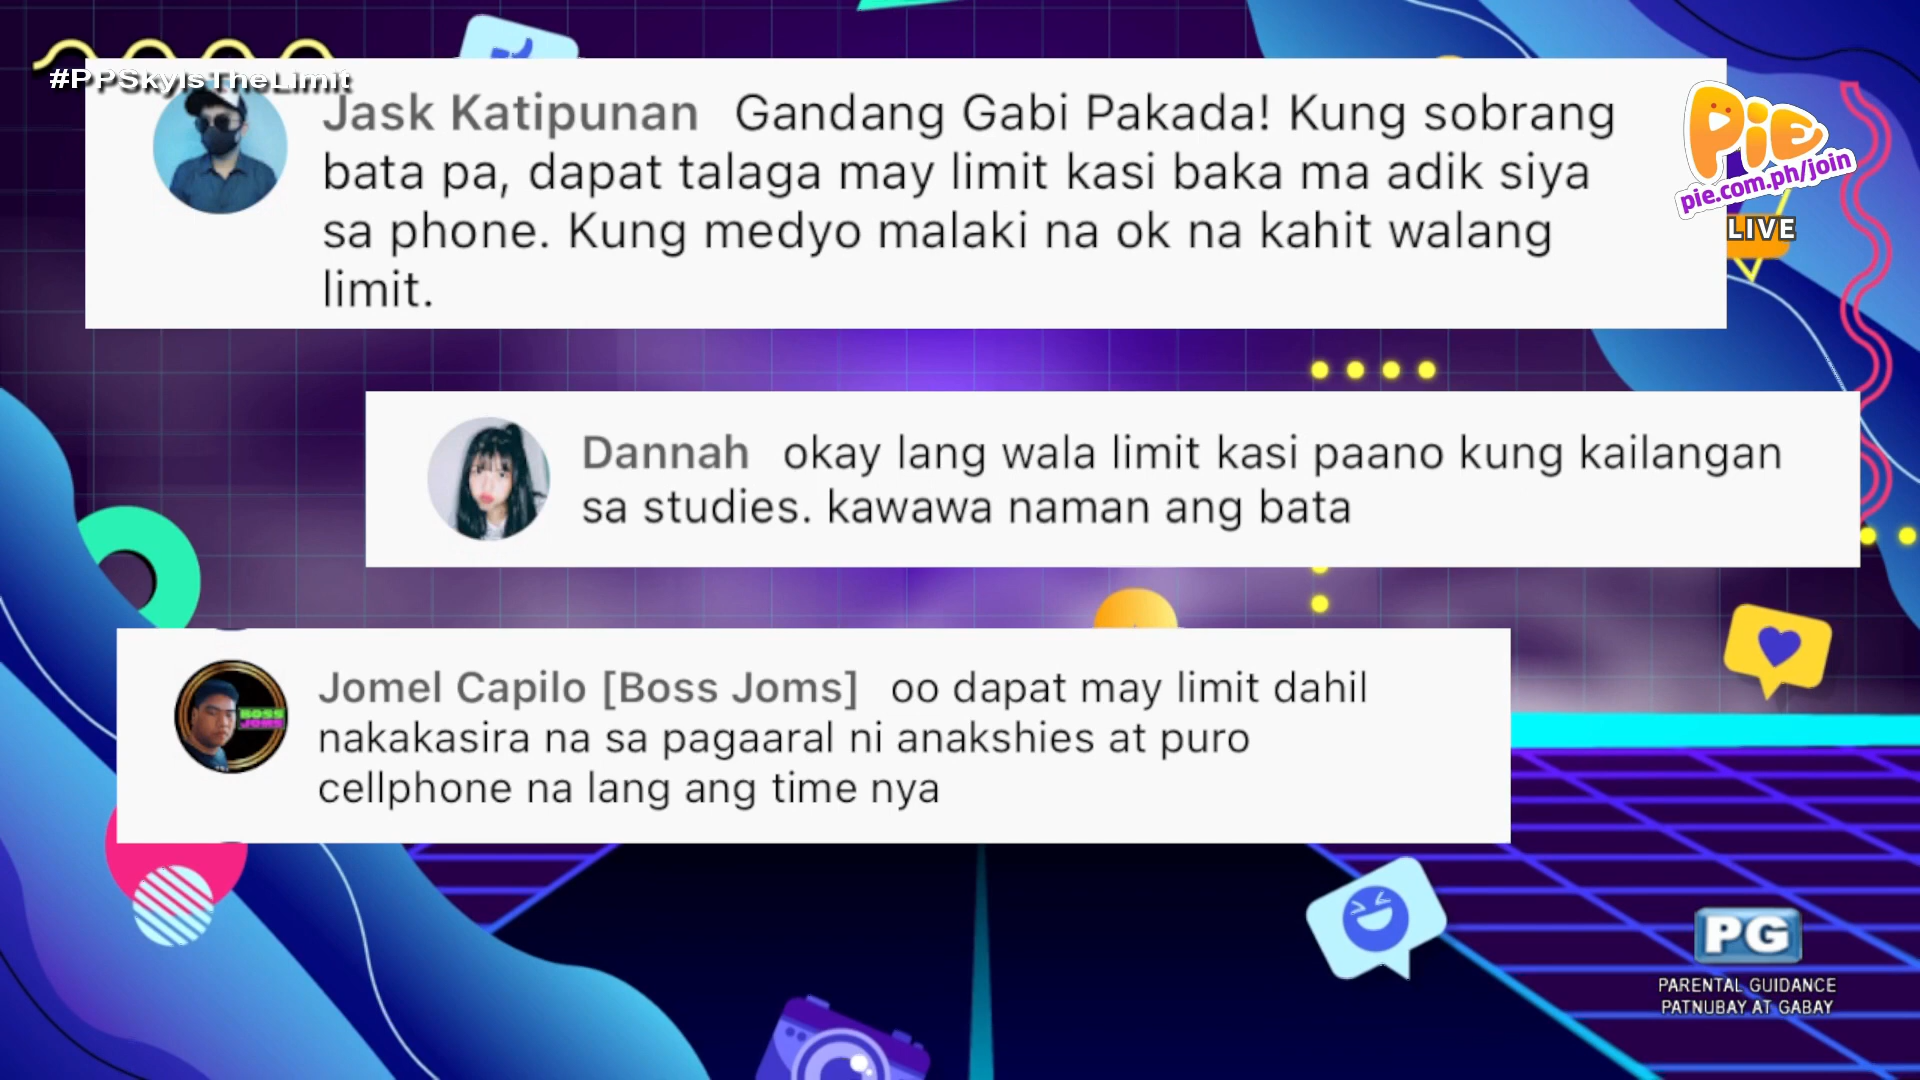 #PPSkyIsTheLimit
Jask Katipunan Gandang Gabi Pakada! Kung sobrang
bata pa, dapat talaga may limit kasi baka ma adik siya
sa phone. Kung medyo malaki na ok na kahit walang
limit.
Pie
pie.com.ph/join
LIVE
Dannah okay lang wala limit kasi paano kung kailangan
sa studies. kawawa naman ang bata
Jomel Capilo [Boss Joms] oo dapat may limit dahil
nakakasira na sa pagaaral ni anakshies at puro
cellphone na lang ang time nya
BOSS
JOMS
PG
PARENTAL GUIDANCE
PATNUBAY AT GABAY